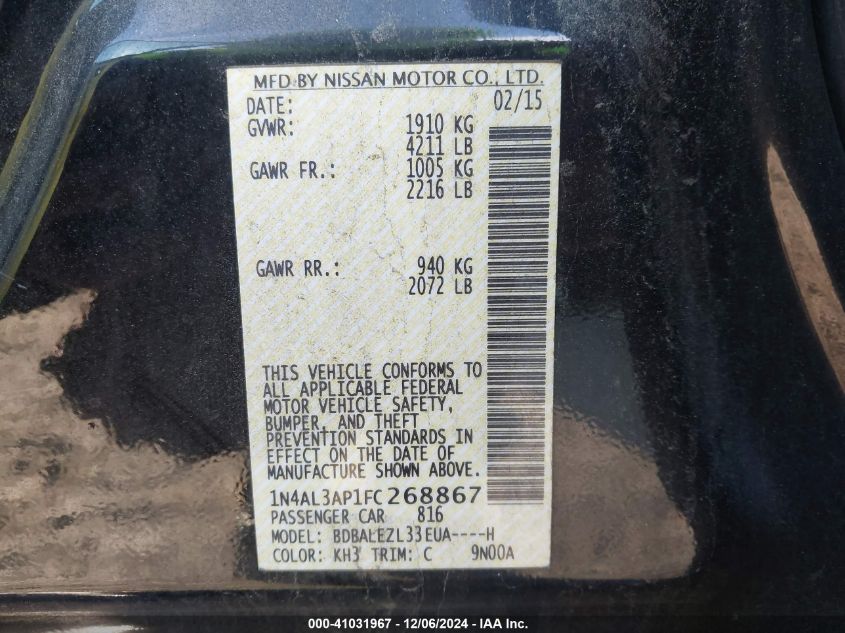 MFD BY NISSAN MOTOR CO., LTD.
DATE: 02/15
GVWR: 1910 KG
4211 LB
GAWR FR.: 1005 KG
2216 LB
GAWR RR.: 940 KG
2072 LB
THIS VEHICLE CONFORMS TO
ALL APPLICABLE FEDERAL
MOTOR VEHICLE SAFETY,
BUMPER, AND THEFT
PREVENTION STANDARDS IN
EFFECT ON THE DATE OF
MANUFACTURE SHOWN ABOVE.
1N4AL3AP1FC268867
PASSENGER CAR 816
MODEL: BDBALEZL33EUA----H
COLOR: KH3 TRIM: C 9N00A
000-41031967 - 12/06/2024 - IAA Inc.